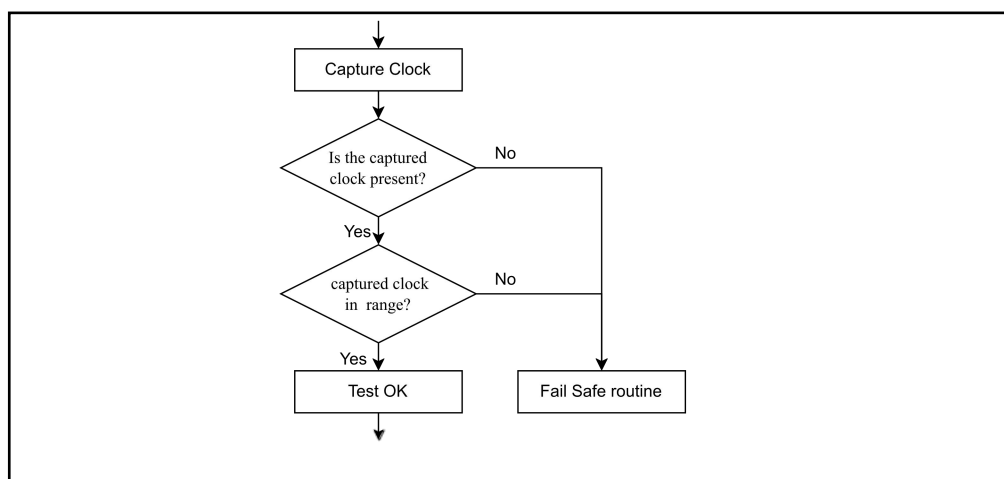 Capture Clock
Is the captured
clock present?
No
Yes
captured clock
in range?
No
Yes
Test OK
Fail Safe routine